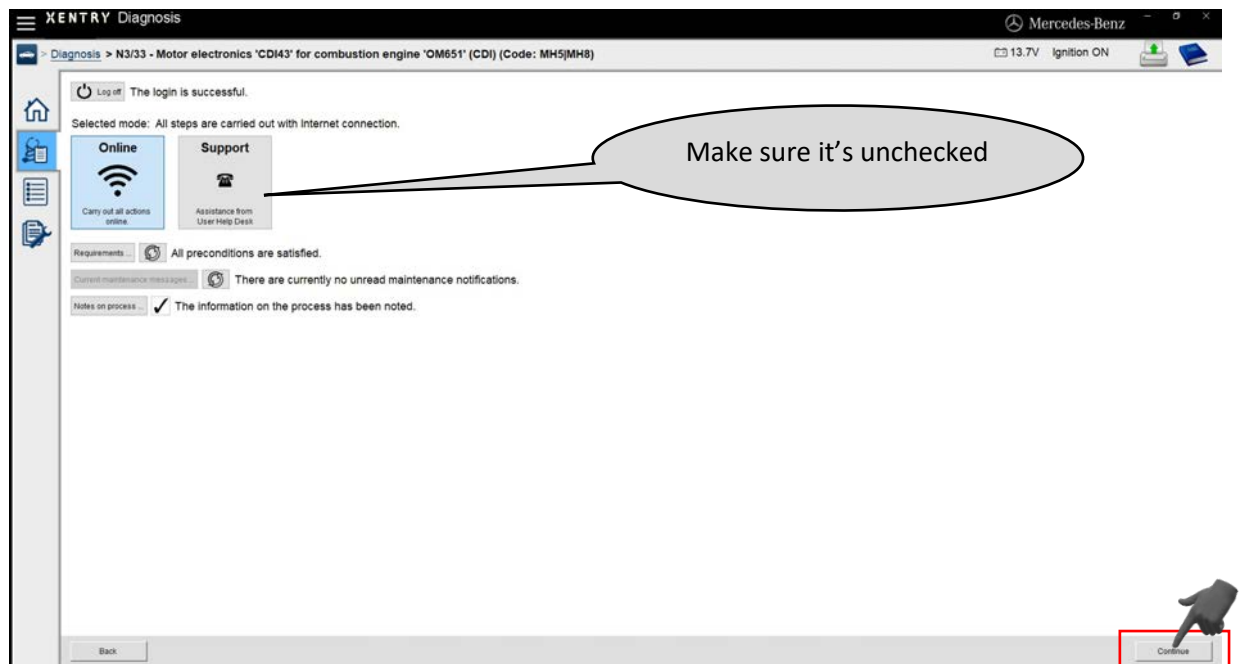 XENTRY Diagnosis
Mercedes-Benz
> Diagnosis > N3/33 - Motor electronics 'CDI43' for combustion engine 'OM651' (CDI) (Code: MH5|MH8)
13.7V Ignition ON
Log off The login is successful.
Selected mode: All steps are carried out with Internet connection.
Online
Support
Carry out all actions
online.
Assistance from
User Help Desk
Make sure it's unchecked
Requirements ... All preconditions are satisfied.
Current maintenance messages ... There are currently no unread maintenance notifications.
Notes on process ... The information on the process has been noted.
Back
Continue